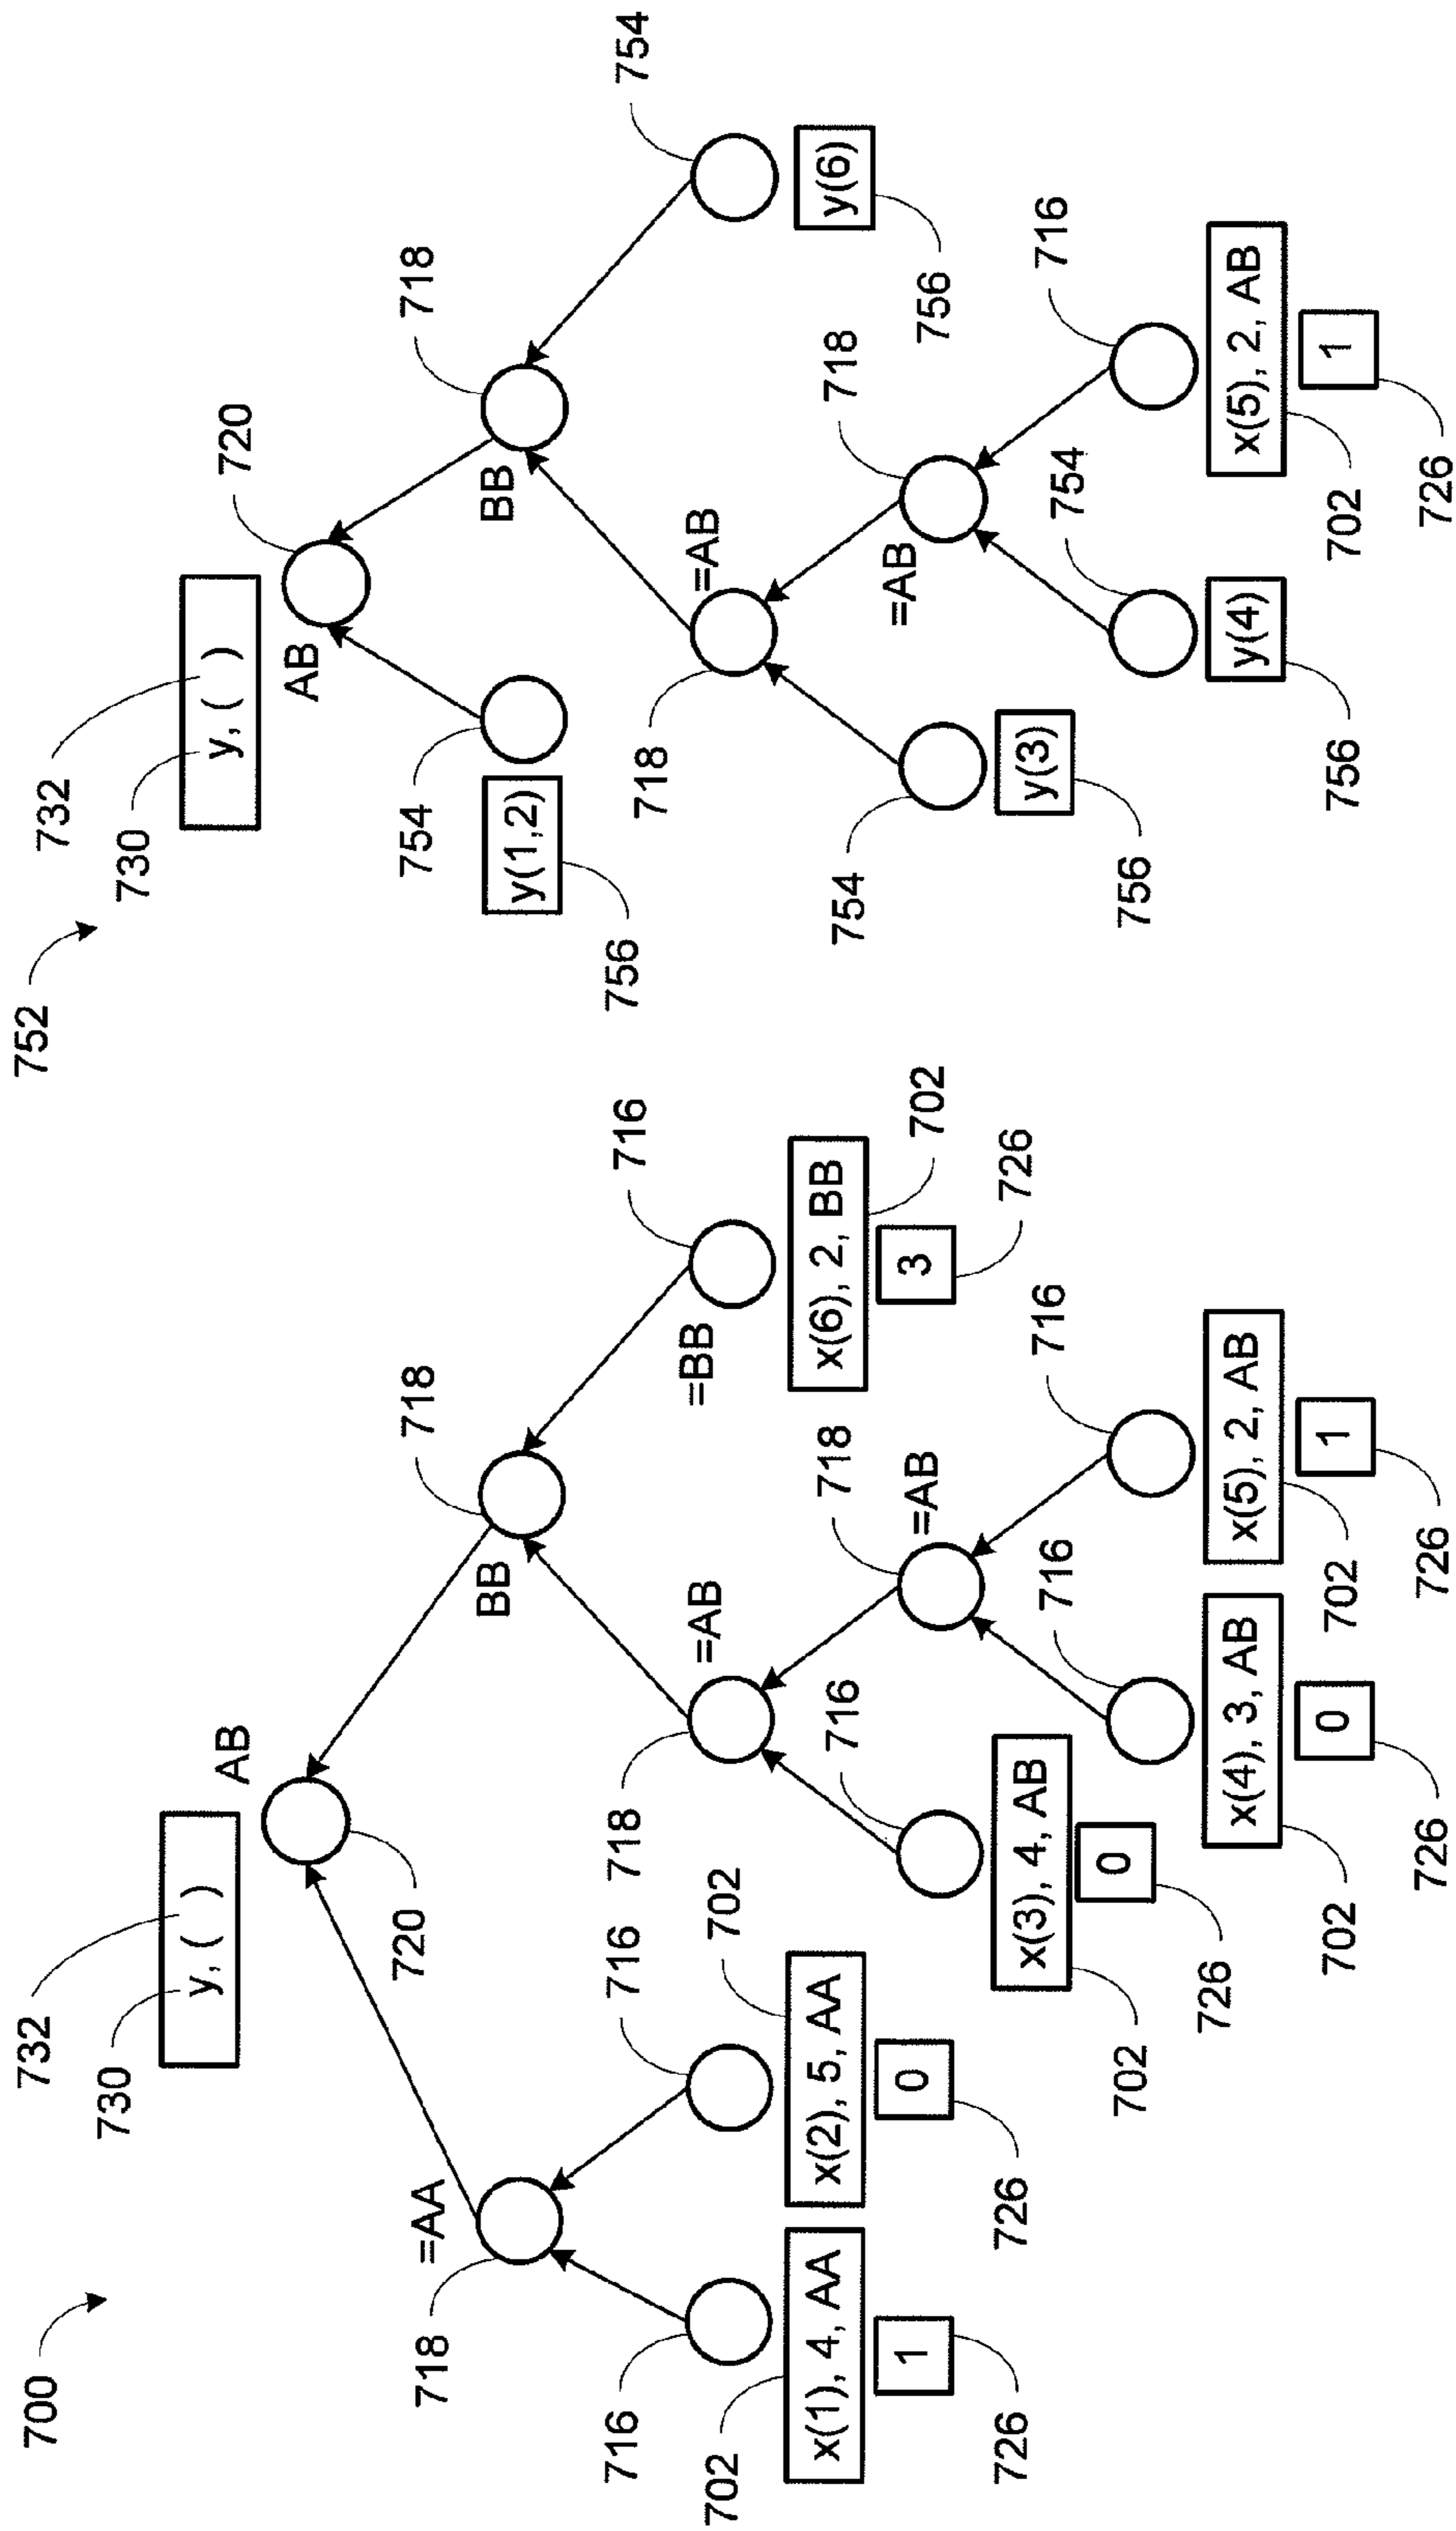 700
732
730
y, ( )
AB
720
=AA
718
BB
718
716
716
=BB
716
718
=AB
702
x(1), 4, AA
x(2), 5, AA
702
x(6), 2, BB
702
726
1
0
726
3
726
716
718
=AB
x(3), 4, AB
702
0
726
716
716
x(4), 3, AB
702
x(5), 2, AB
702
0
726
1
726
752
732
730
y, ( )
AB
720
754
BB
718
y(1,2)
756
718
=AB
754
y(6)
756
754
=AB
718
y(3)
756
754
716
y(4)
756
x(5), 2, AB
702
1
726